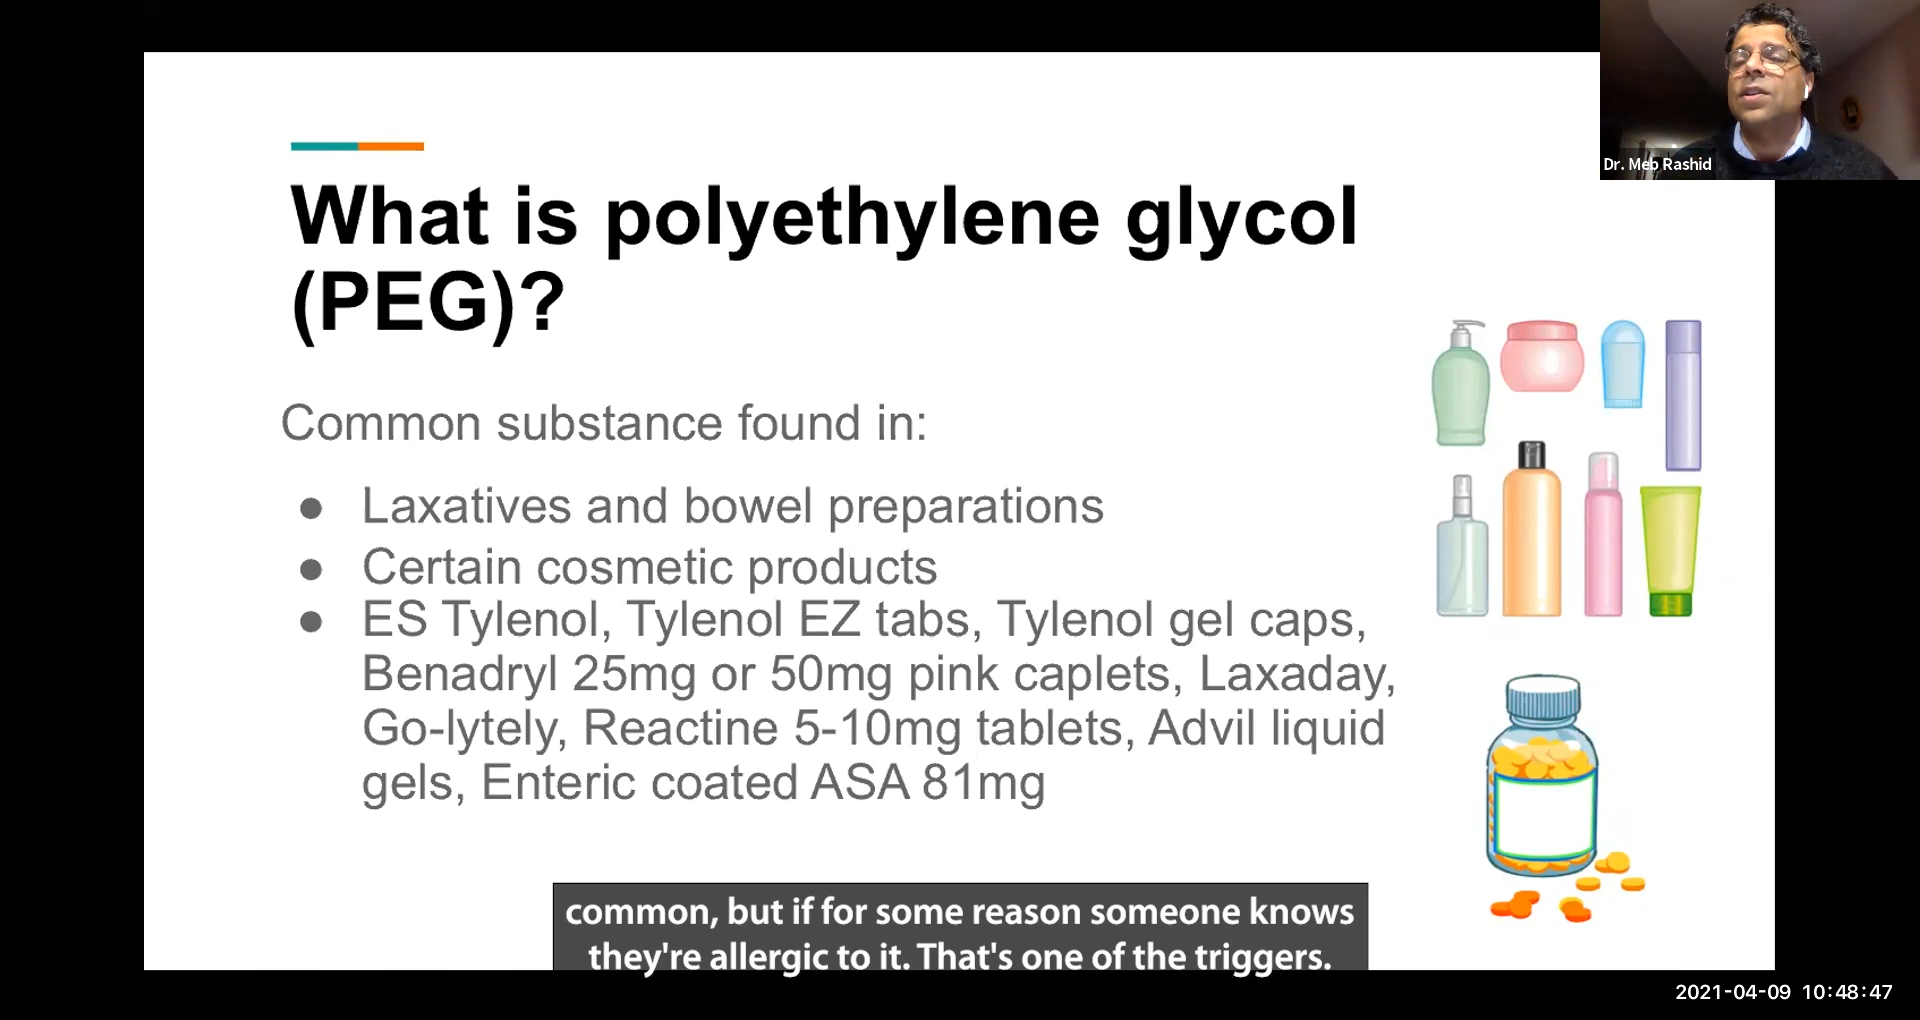 Dr. Meb Rashid
What is polyethylene glycol
(PEG)?
Common substance found in:
● Laxatives and bowel preparations
● Certain cosmetic products
● ES Tylenol, Tylenol EZ tabs, Tylenol gel caps,
Benadryl 25mg or 50mg pink caplets, Laxaday,
Go-lytely, Reactine 5-10mg tablets, Advil liquid
gels, Enteric coated ASA 81mg
common, but if for some reason someone knows
they're allergic to it. That's one of the triggers.
2021-04-09 10:48:47